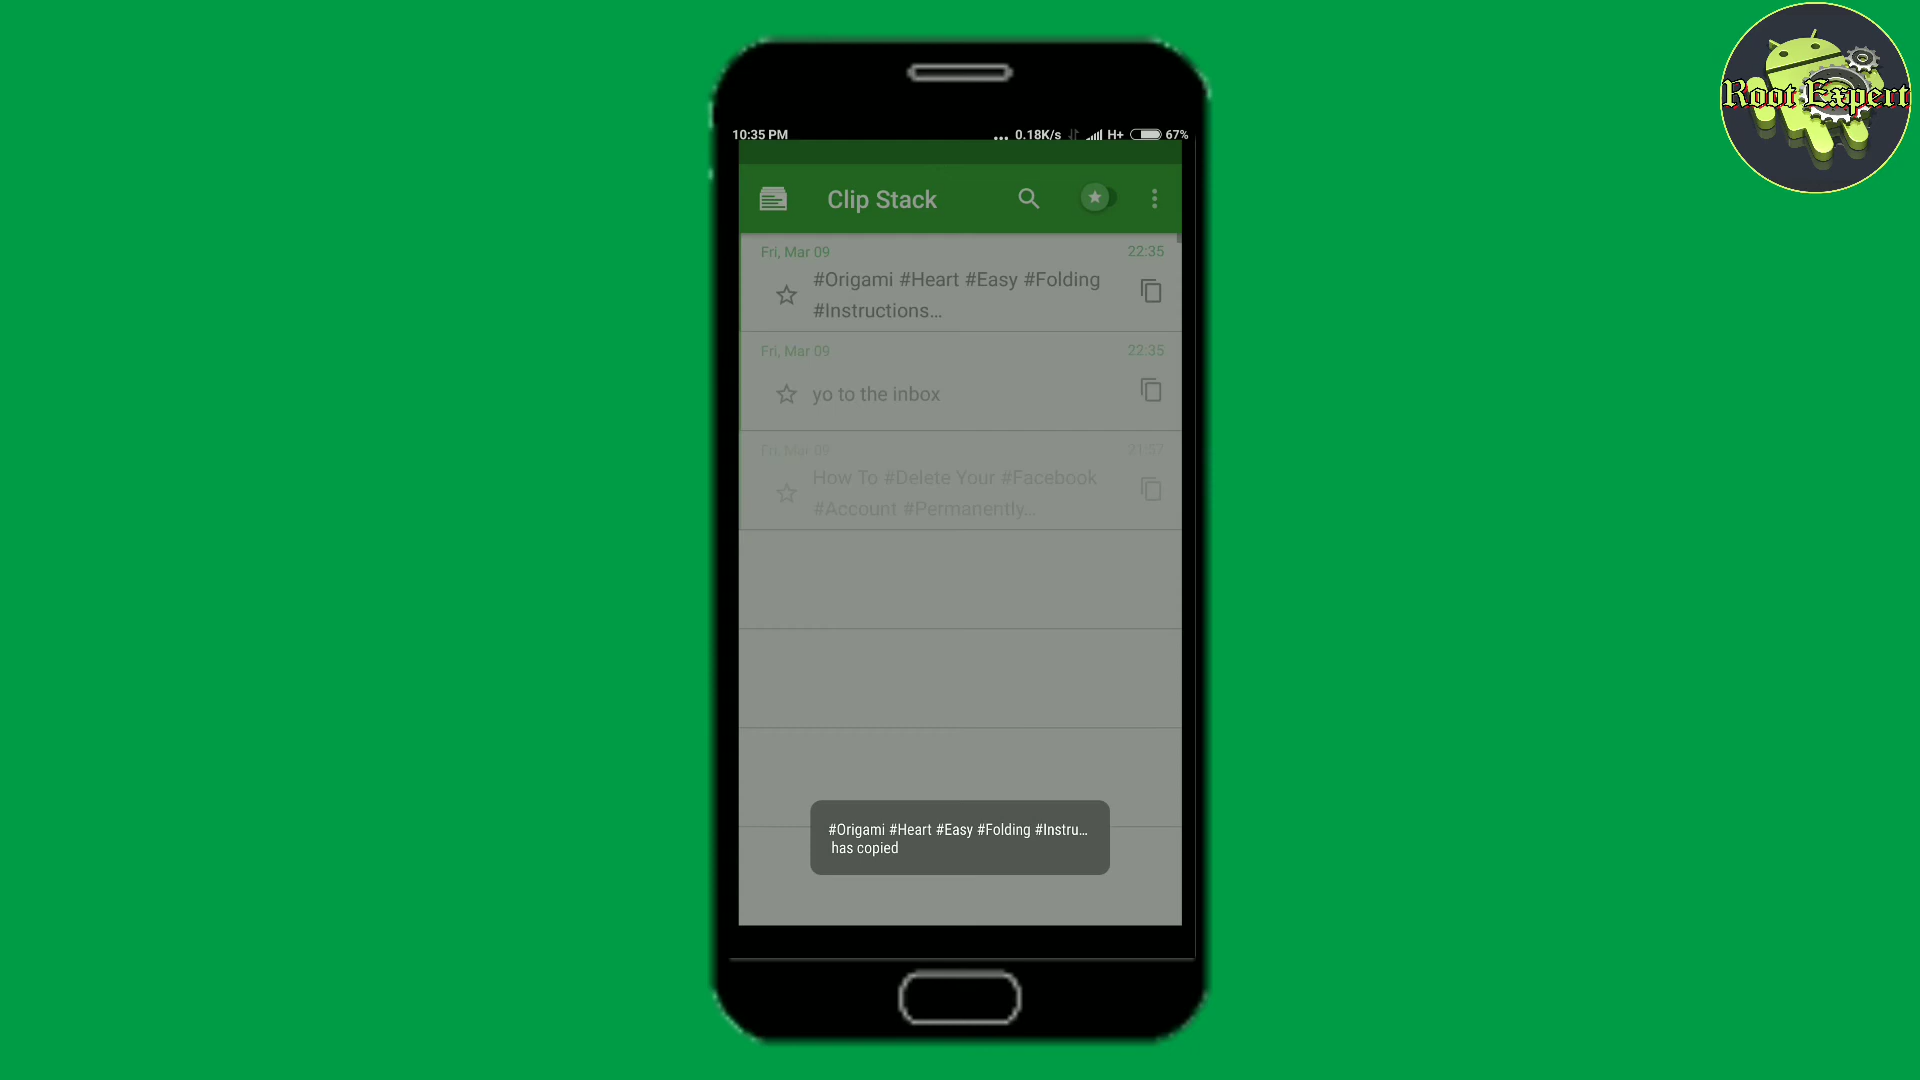 Root Expert
10:35 PM ... 0.18K/s H+ 67%
Clip Stack
Fri, Mar 09 22:35
#Origami #Heart #Easy #Folding
#Instructions...
Fri, Mar 09 22:35
yo to the inbox
Fri, Mar 09 21:57
How To #Delete Your #Facebook
#Account #Permanently...
#Origami #Heart #Easy #Folding #Instru...
has copied